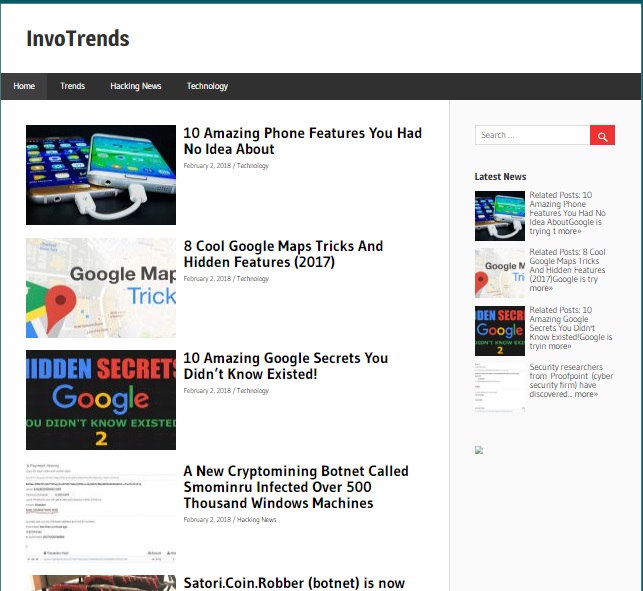 InvoTrends
Home Trends Hacking News Technology
10 Amazing Phone Features You Had
No Idea About
February 2, 2018 / Technology
Google Map
Trick
8 Cool Google Maps Tricks And
Hidden Features (2017)
February 2, 2018 / Technology
HIDDEN SECRETS
Google
YOU DIDN'T KNOW EXISTED
2
10 Amazing Google Secrets You
Didn’t Know Existed!
February 2, 2018 / Technology
Payment History
A New Cryptomining Botnet Called
Smominru Infected Over 500
Thousand Windows Machines
February 2, 2018 / Hacking News
Satori.Coin.Robber (botnet) is now
Search …
Latest News
Related Posts: 10
Amazing Phone
Features You Had No
Idea AboutGoogle is
trying t more»
Google
Trick
Related Posts: 8 Cool
Google Maps Tricks
And Hidden Features
(2017)Google is try
more»
DEN SECR
Google
DIDN'T KNOW EX
2
Related Posts: 10
Amazing Google
Secrets You Didn't
Know Existed!Google is
tryin more»
Security researchers
from Proofpoint (cyber
security firm) have
discovered... more»